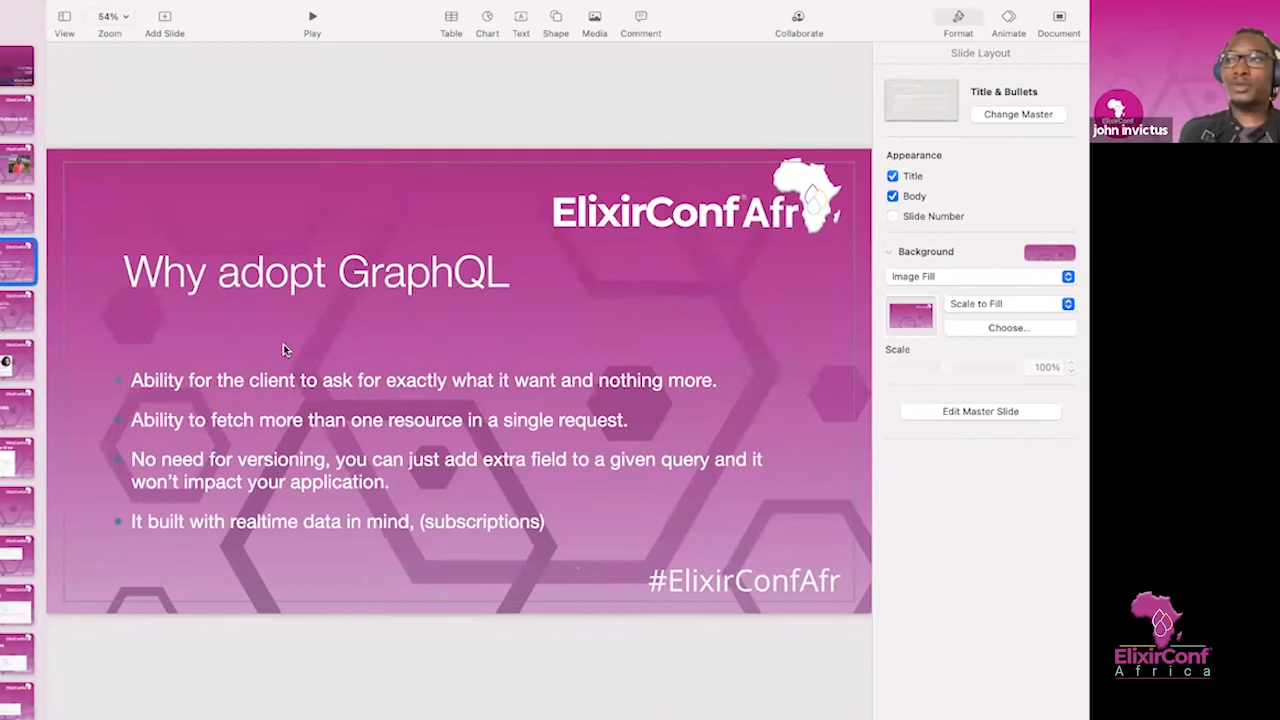 View
54%
Zoom
Add Slide
Play
Table
Chart
Text
Shape
Media
Comment
Collaborate
Format
Animate
Document
Slide Layout
Title & Bullets
Change Master
Appearance
Title
Body
Slide Number
Background
Image Fill
Scale to Fill
Choose...
Scale
100%
Edit Master Slide
ElixirConf Afr
Why adopt GraphQL
Ability for the client to ask for exactly what it want and nothing more.
Ability to fetch more than one resource in a single request.
No need for versioning, you can just add extra field to a given query and it
won't impact your application.
It built with realtime data in mind, (subscriptions)
#ElixirConfAfr
ElixirConf
john invictus
ElixirConf
Africa